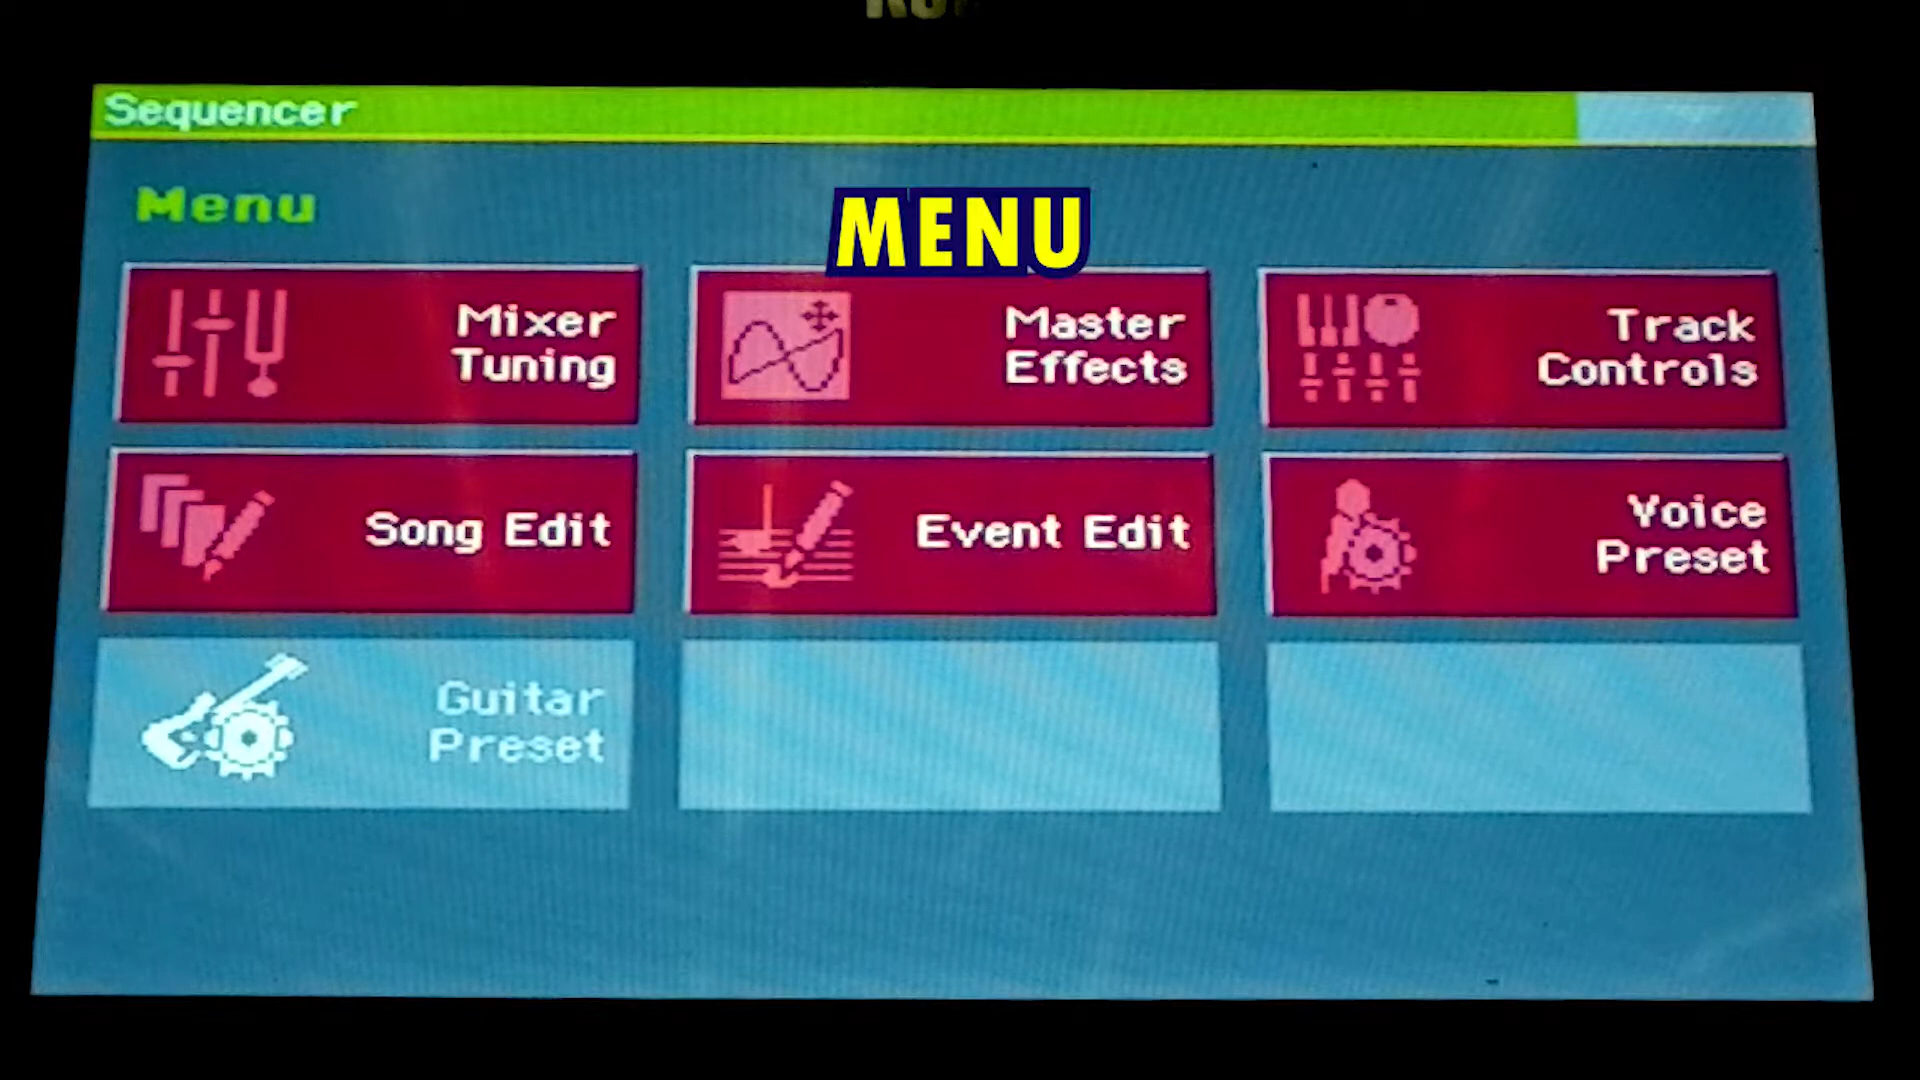 Sequencer
Menu
MENU
Mixer
Tuning
Master
Effects
Track
Controls
Song Edit
Event Edit
Voice
Preset
Guitar
Preset